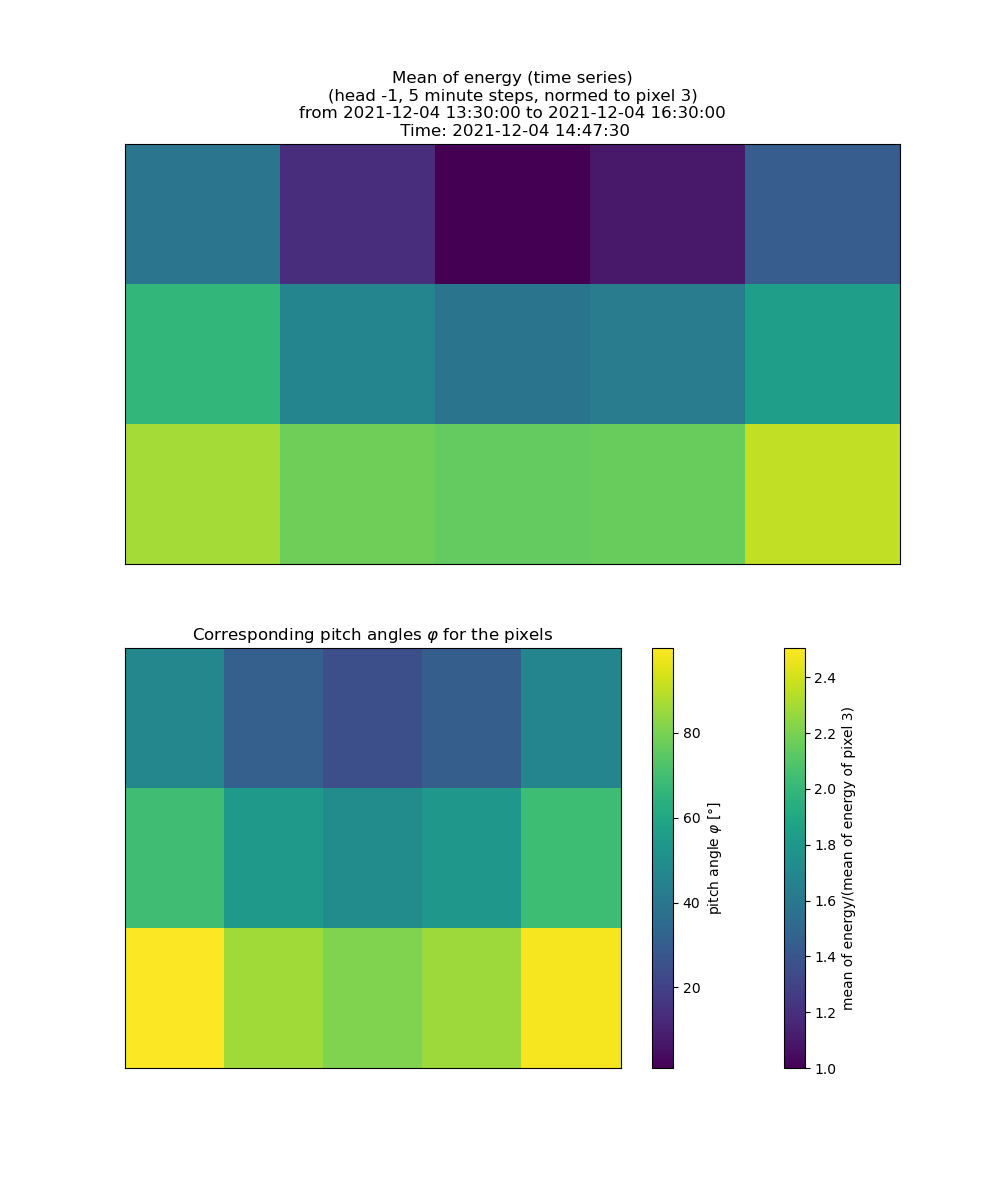 Mean of energy (time series)
(head -1, 5 minute steps, normed to pixel 3)
from 2021-12-04 13:30:00 to 2021-12-04 16:30:00
Time: 2021-12-04 14:47:30
Corresponding pitch angles φ for the pixels
80
60
40
20
pitch angle φ [°]
2.4
2.2
2.0
1.8
1.6
1.4
1.2
1.0
mean of energy/(mean of energy of pixel 3)